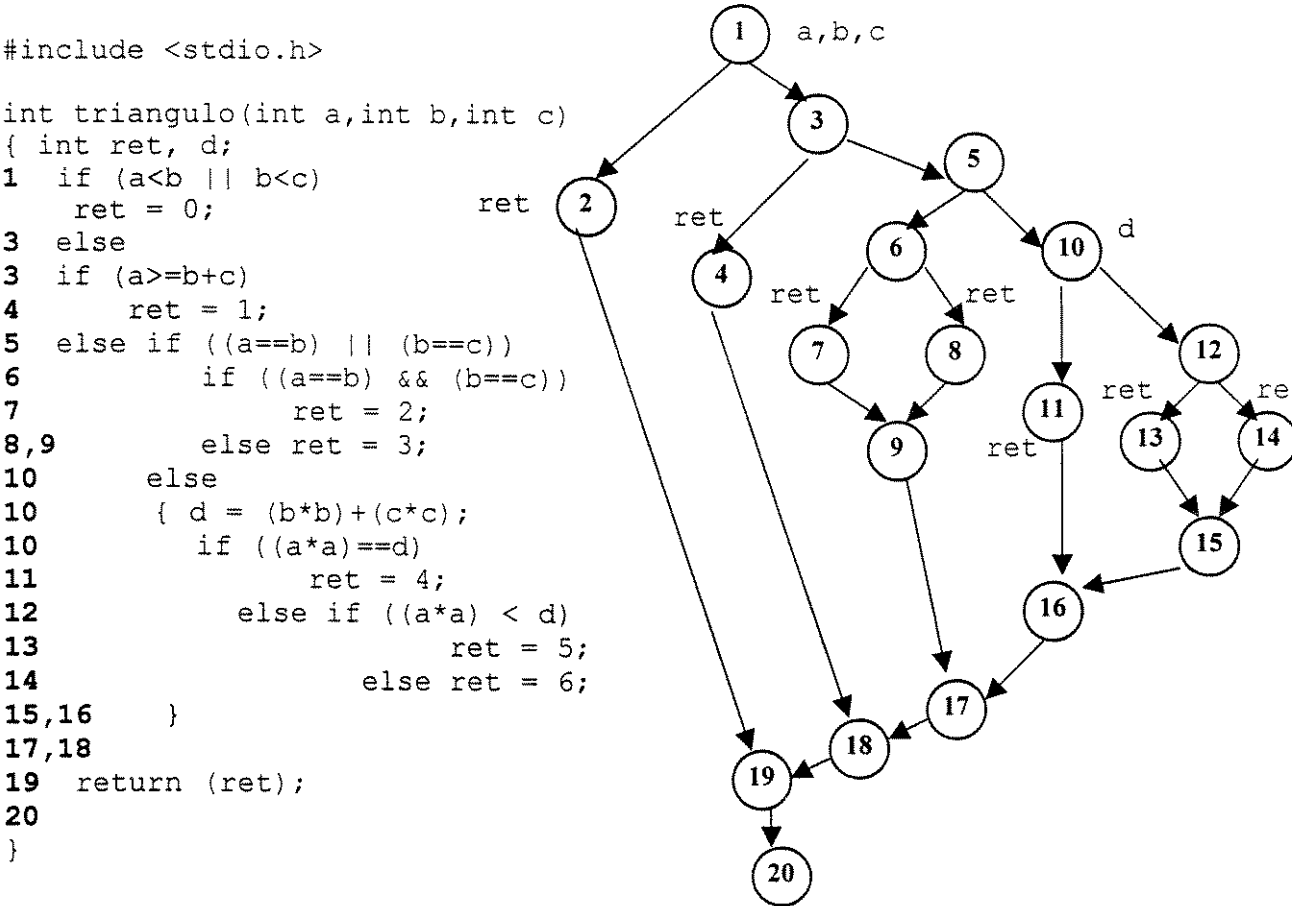 #include <stdio.h>
int triangulo(int a,int b,int c)
{ int ret, d;
1 if (a<b || b<c)
ret = 0;
3 else
3 if (a>=b+c)
4 ret = 1;
5 else if ((a==b) || (b==c))
6 if ((a==b) && (b==c))
7 ret = 2;
8,9 else ret = 3;
10 else
10 { d = (b*b)+(c*c);
10 if ((a*a)==d)
11 ret = 4;
12 else if ((a*a) < d)
13 ret = 5;
14 else ret = 6;
15,16 }
17,18
19 return (ret);
20
}
1 a,b,c
3
5
ret 2
ret
6
10 d
4
ret
ret
7
8
12
ret
re
11
13
14
9
ret
15
16
17
18
19
20